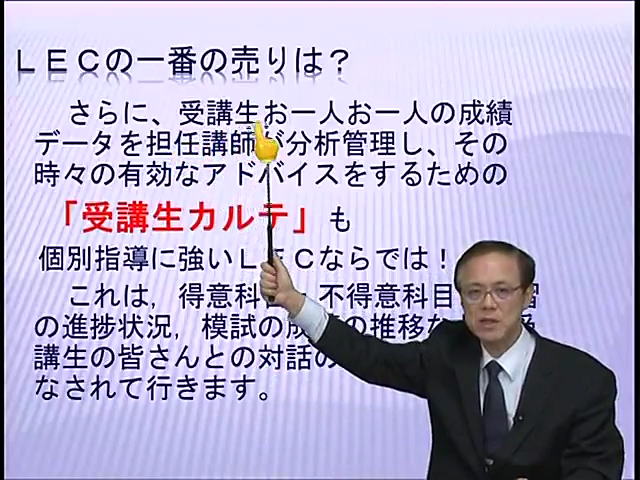 ＬＥＣの一番の売りは？
さらに、受講生お一人お一人の成績
データを担任講師が分析管理し、その
時々の有効なアドバイスをするための
「受講生カルテ」も
個別指導に強いＬＥＣならでは！
これは，得意科目 不得意科目
の進捗状況，模試の成 の推移
講生の皆さんとの対話の
なされて行きます。